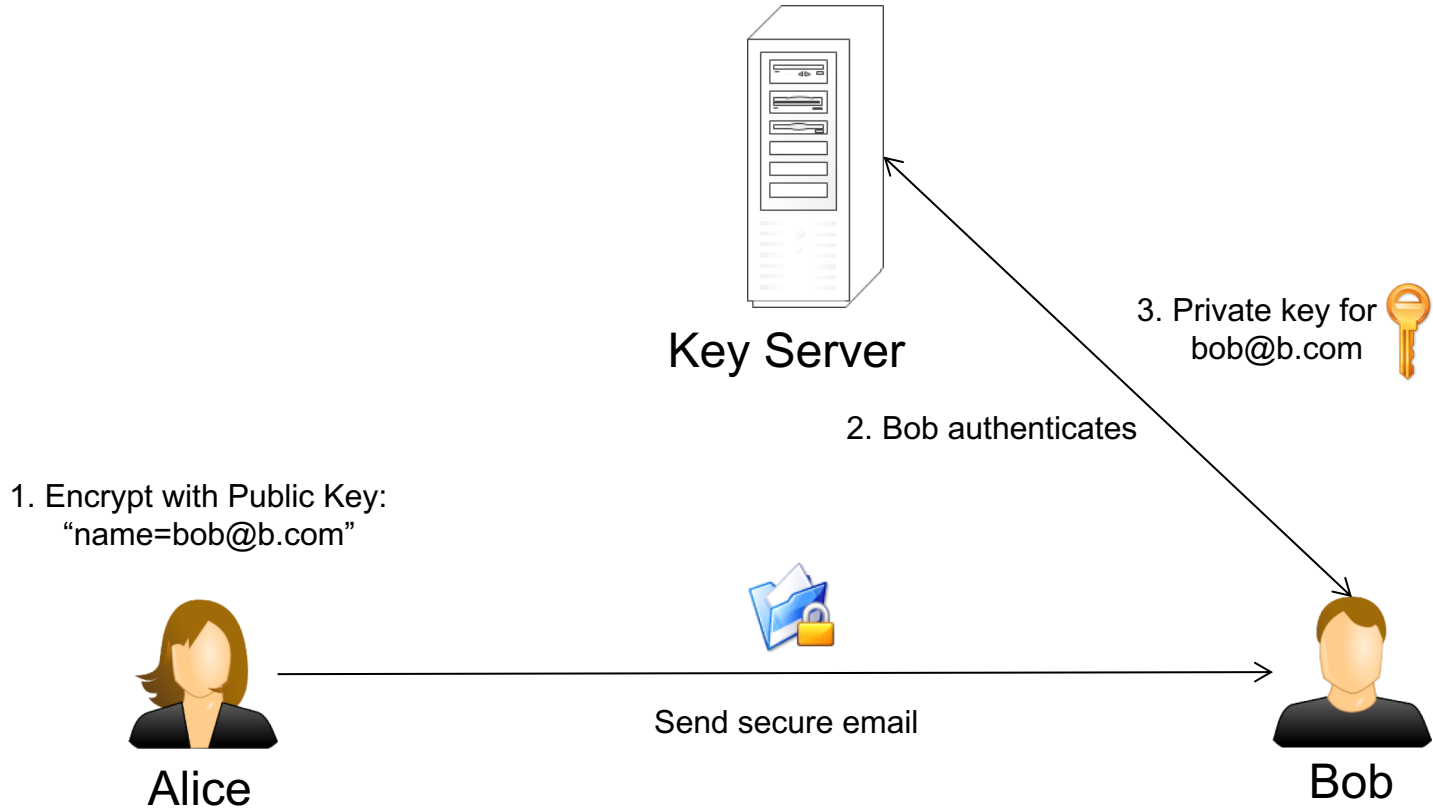 Key Server
3. Private key for
bob@b.com
2. Bob authenticates
1. Encrypt with Public Key:
“name=bob@b.com”
Send secure email
Alice
Bob